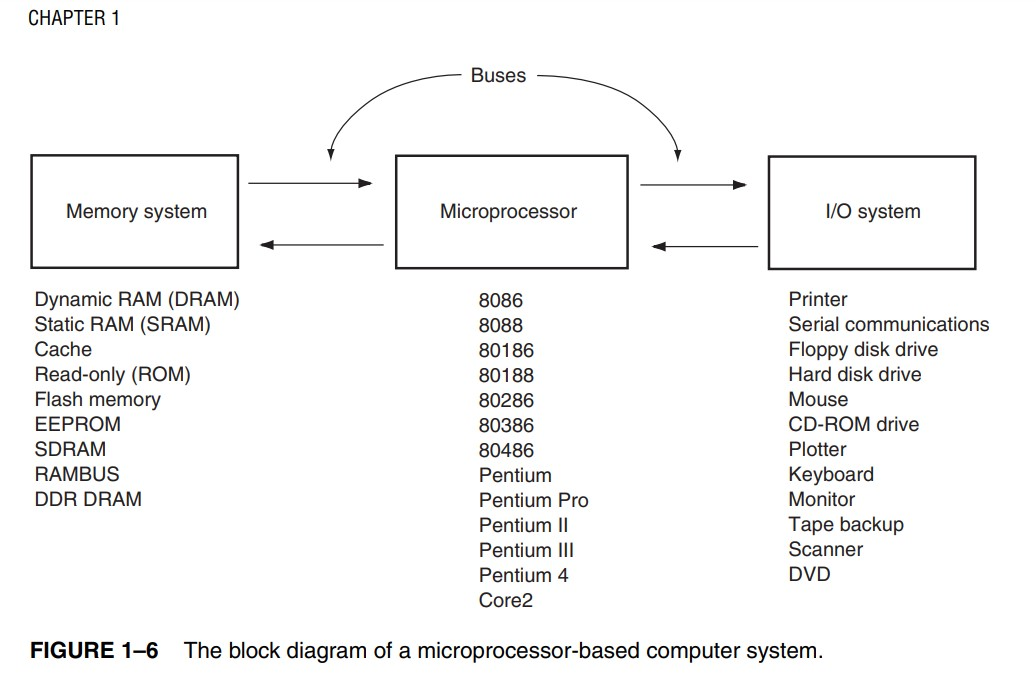 CHAPTER 1
Buses
Memory system
Microprocessor
I/O system
Dynamic RAM (DRAM)
Static RAM (SRAM)
Cache
Read-only (ROM)
Flash memory
EEPROM
SDRAM
RAMBUS
DDR DRAM
8086
8088
80186
80188
80286
80386
80486
Pentium
Pentium Pro
Pentium II
Pentium III
Pentium 4
Core2
Printer
Serial communications
Floppy disk drive
Hard disk drive
Mouse
CD-ROM drive
Plotter
Keyboard
Monitor
Tape backup
Scanner
DVD
FIGURE 1–6 The block diagram of a microprocessor-based computer system.